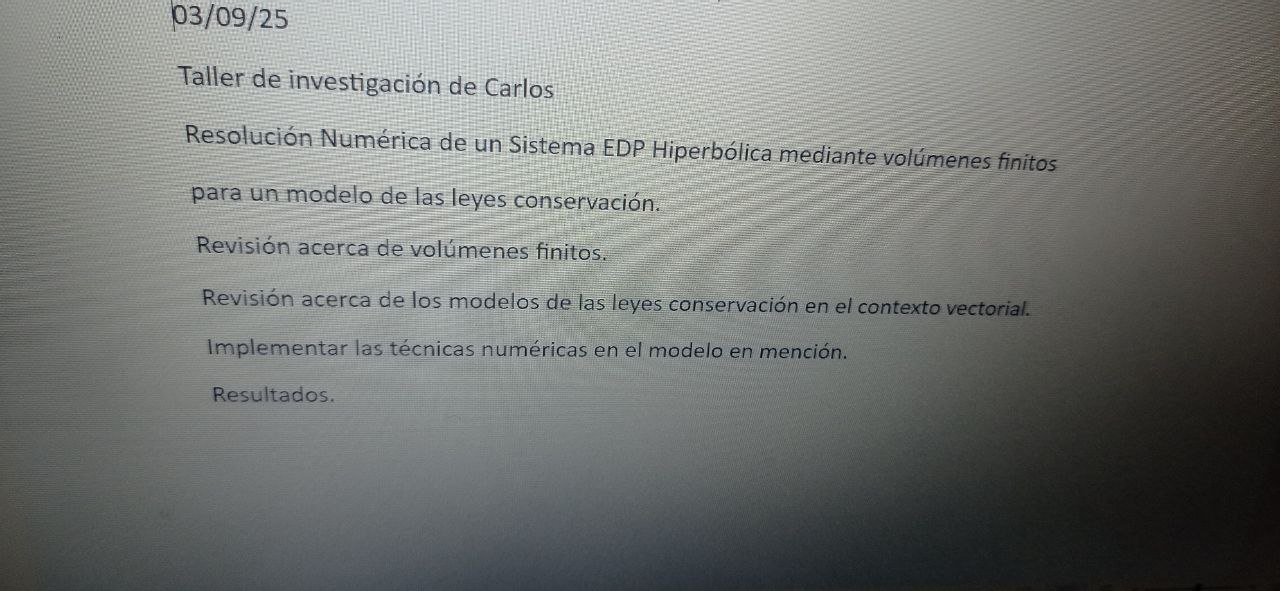 03/09/25
Taller de investigación de Carlos
Resolución Numérica de un Sistema EDP Hiperbólica mediante volúmenes finitos
para un modelo de las leyes conservación.
Revisión acerca de volúmenes finitos.
Revisión acerca de los modelos de las leyes conservación en el contexto vectorial.
Implementar las técnicas numéricas en el modelo en mención.
Resultados.